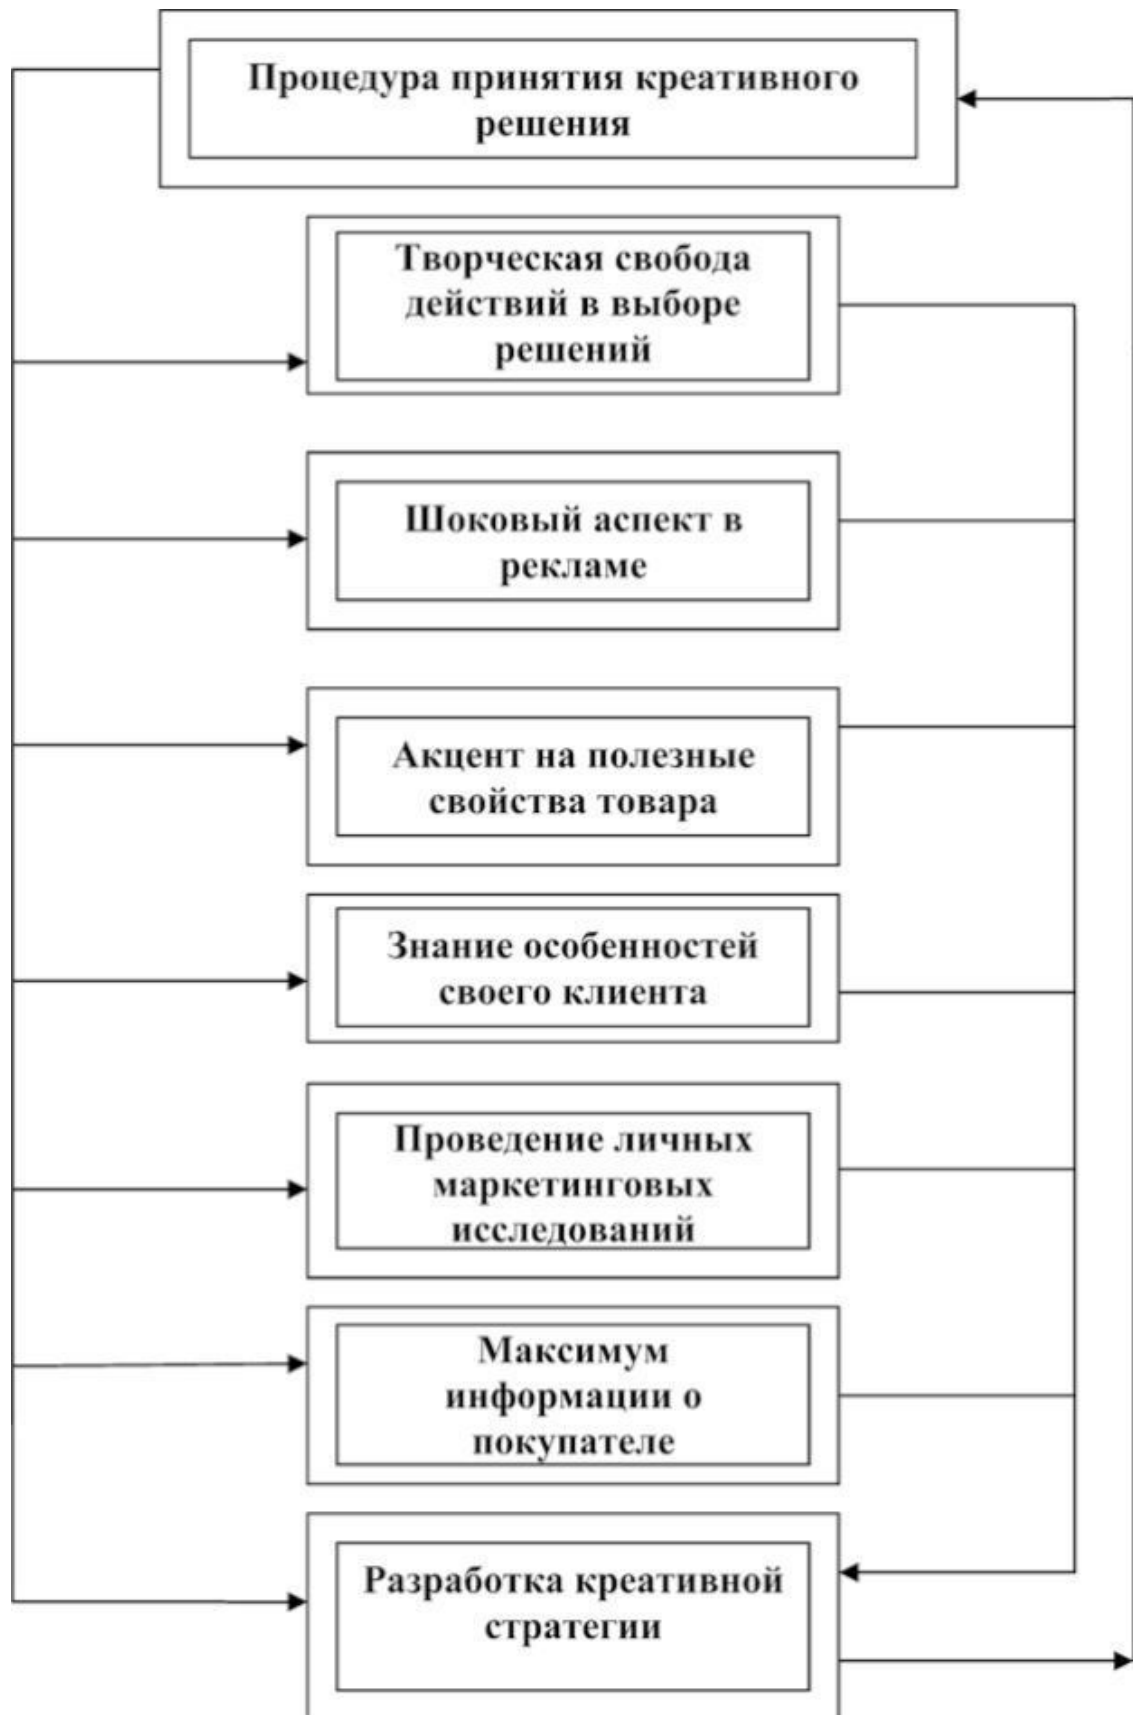 Процедура принятия креативного
решения
Творческая свобода
действий в выборе
решений
Шоковый аспект в
рекламе
Акцент на полезные
свойства товара
Знание особенностей
своего клиента
Проведение личных
маркетинговых
исследований
Максимум
информации о
покупателе
Разработка креативной
стратегии